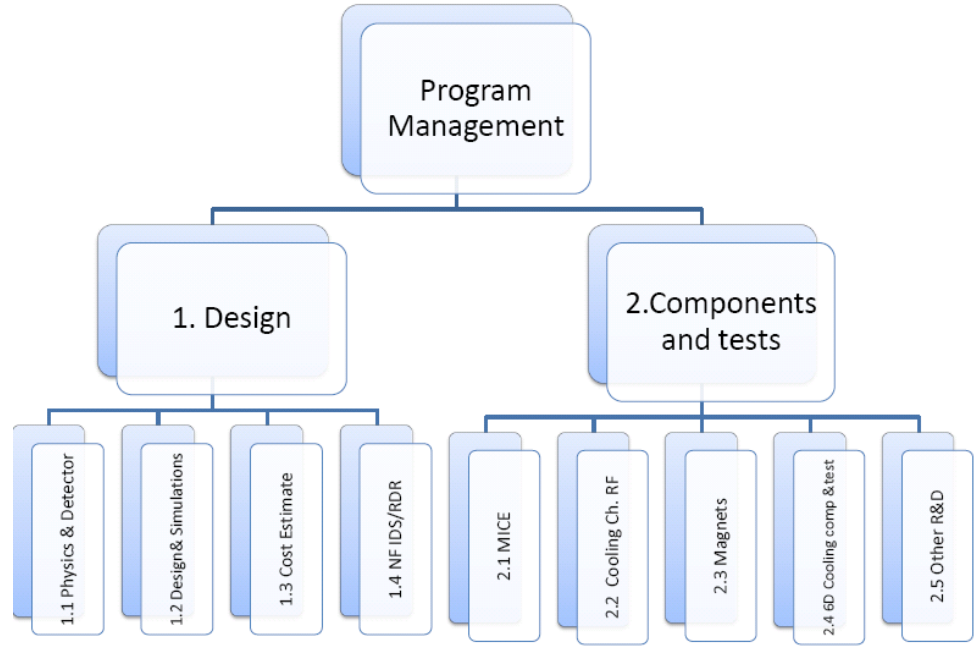 Program
Management
1. Design
2.Components
and tests
1.1 Physics & Detector
1.2 Design& Simulations
1.3 Cost Estimate
1.4 NF IDS/RDR
2.1 MICE
2.2 Cooling Ch. RF
2.3 Magnets
2.4 6D Cooling comp &test
2.5 Other R&D